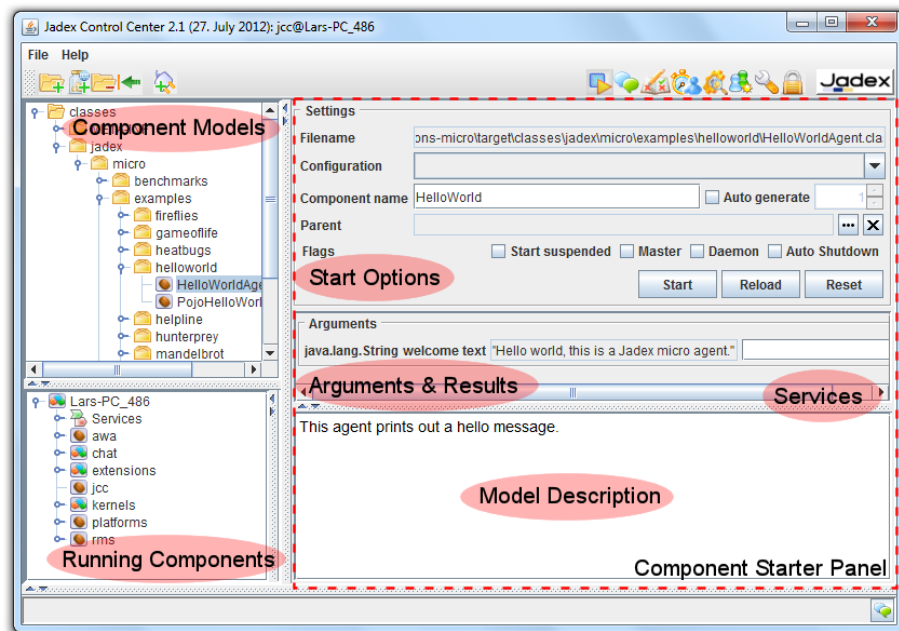 Jadex Control Center 2.1 (27. July 2012): jcc@Lars-PC_486
File Help
Jadex
classes
Component Models
jadex
micro
benchmarks
examples
fireflies
gameoflife
heatbugs
helloworld
HelloWorldAge
PojoHelloWorl
helpline
hunterprey
mandelbrot
Settings
Filename ons-micro\target\classes\jadex\micro\examples\helloworld\HelloWorldAgent.cla
Configuration
Component name HelloWorld Auto generate 1
Parent ...
Flags Start suspended Master Daemon Auto Shutdown
Start Options
Start Reload Reset
Arguments
java.lang.String welcome text "Hello world, this is a Jadex micro agent."
Arguments & Results
Services
Lars-PC_486
Services
awa
chat
extensions
jcc
kernels
platforms
rms
Running Components
This agent prints out a hello message.
Model Description
Component Starter Panel